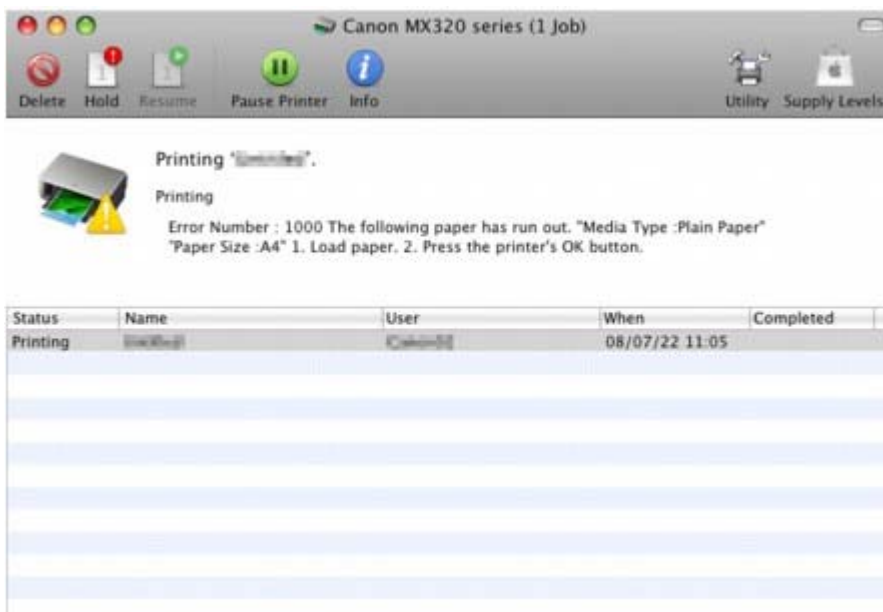 Canon MX320 series (1 Job)
Delete Hold Resume Pause Printer Info Utility Supply Levels
Printing " ".
Printing
Error Number : 1000 The following paper has run out. "Media Type :Plain Paper"
"Paper Size :A4" 1. Load paper. 2. Press the printer's OK button.
Status Name User When Completed
Printing 08/07/22 11:05